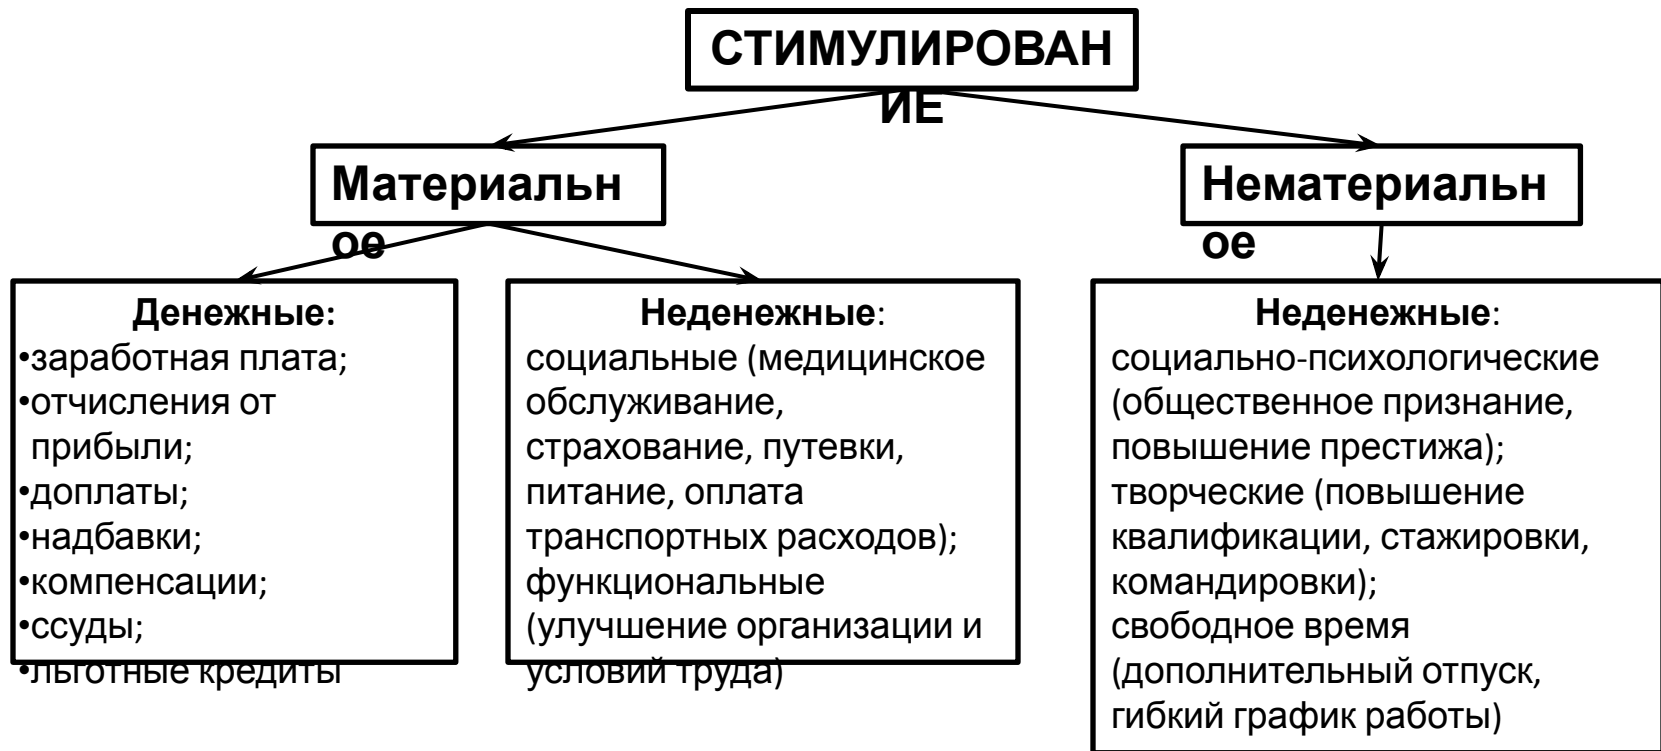 СТИМУЛИРОВАН
ИЕ
Материальн
ое
Нематериальн
ое
Денежные:
•заработная плата;
•отчисления от
прибыли;
•доплаты;
•надбавки;
•компенсации;
•ссуды;
•льготные кредиты
Неденежные:
социальные (медицинское
обслуживание,
страхование, путевки,
питание, оплата
транспортных расходов);
функциональные
(улучшение организации и
условий труда)
Неденежные:
социально-психологические
(общественное признание,
повышение престижа);
творческие (повышение
квалификации, стажировки,
командировки);
свободное время
(дополнительный отпуск,
гибкий график работы)